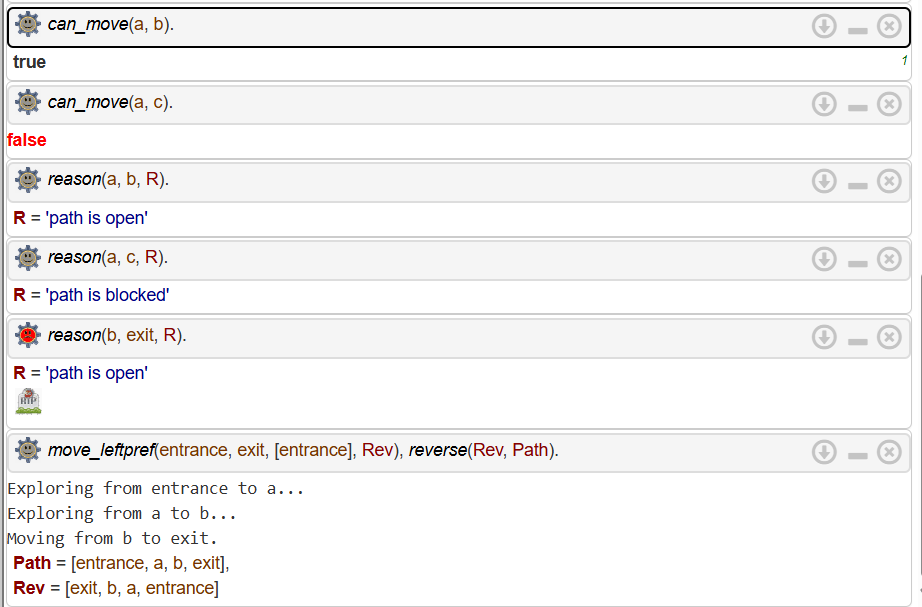 can_move(a, b).
true
1
can_move(a, c).
false
reason(a, b, R).
R = 'path is open'
reason(a, c, R).
R = 'path is blocked'
reason(b, exit, R).
R = 'path is open'
RIP
move_leftpref(entrance, exit, [entrance], Rev), reverse(Rev, Path).
Exploring from entrance to a...
Exploring from a to b...
Moving from b to exit.
Path = [entrance, a, b, exit],
Rev = [exit, b, a, entrance]